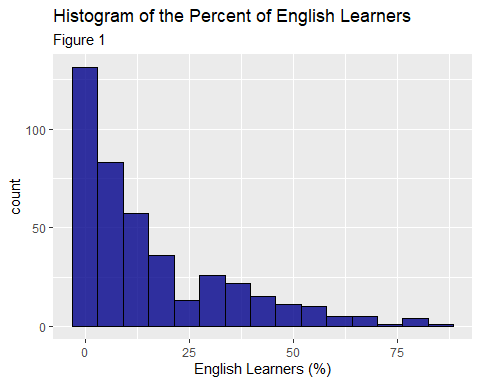 Histogram of the Percent of English Learners
Figure 1
count
100
50
0
0 25 50 75
English Learners (%)